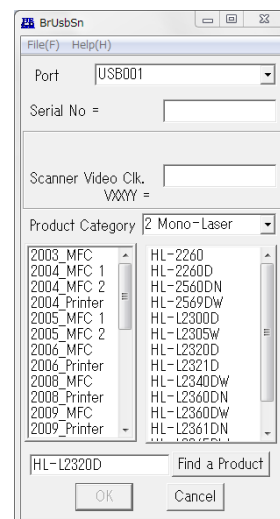 BrUsbSn
File(F) Help(H)
Port USB001
Serial No =
Scanner Video Clk.
VXXYY =
Product Category 2 Mono-Laser
2003_MFC
2004_MFC 1
2004_MFC 2
2004_Printer
2005_MFC 1
2005_MFC 2
2006_MFC
2006_Printer
2008_MFC
2008_Printer
2009_MFC
2009_Printer
HL-2260
HL-2260D
HL-2560DN
HL-2569DW
HL-L2300D
HL-L2305W
HL-L2320D
HL-L2321D
HL-L2340DW
HL-L2360DN
HL-L2360DW
HL-L2361DN
HL-L2320D Find a Product
OK Cancel